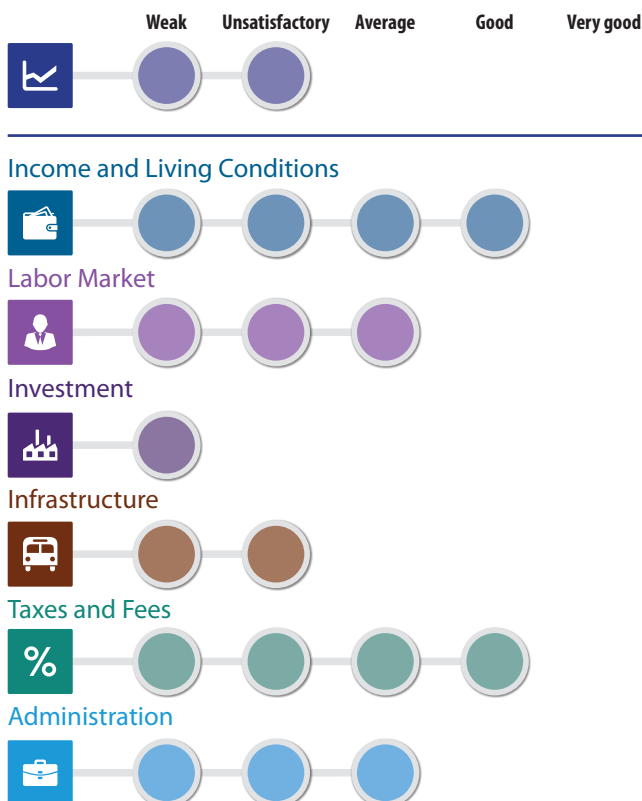 Weak Unsatisfactory Average Good Very good
Income and Living Conditions
Labor Market
Investment
Infrastructure
Taxes and Fees
%
Administration